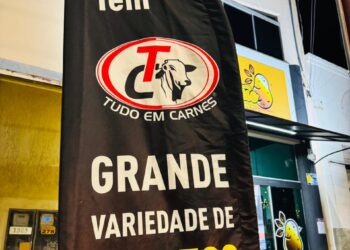 Tem
TC
TUDO EM CARNES
GRANDE
VARIEDADE DE